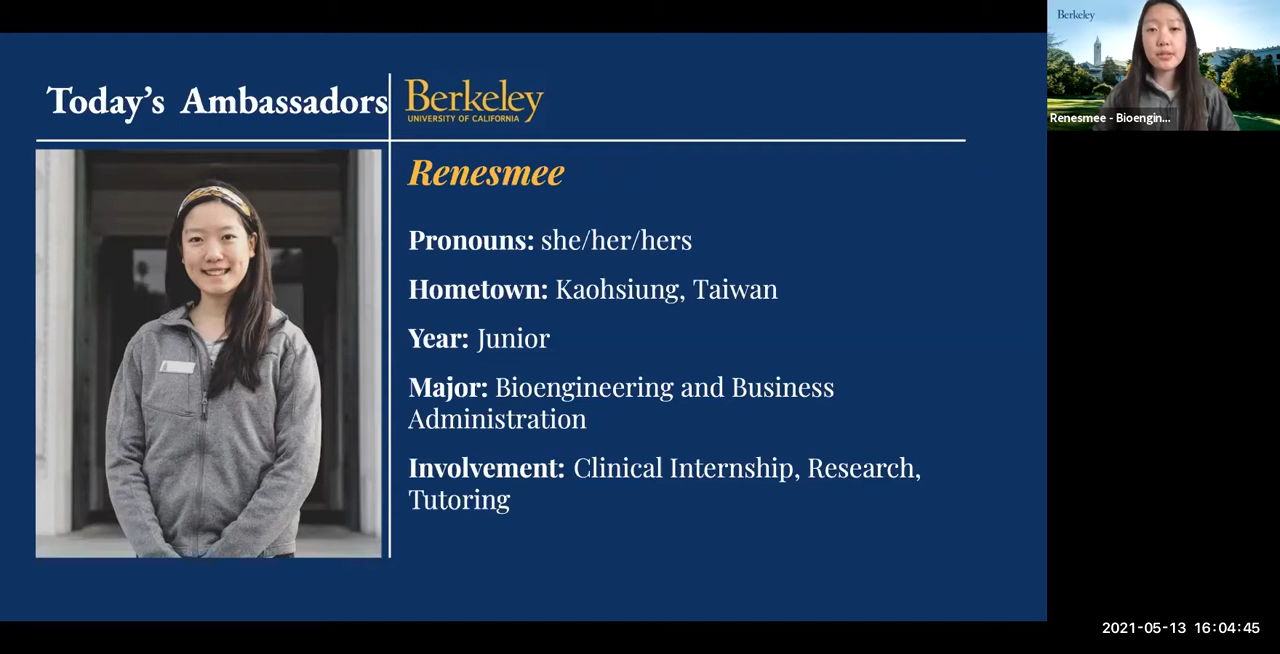 Today's Ambassadors
Berkeley
UNIVERSITY OF CALIFORNIA
Renesmee
Pronouns: she/her/hers
Hometown: Kaohsiung, Taiwan
Year: Junior
Major: Bioengineering and Business
Administration
Involvement: Clinical Internship, Research,
Tutoring
Berkeley
Renesmee - Bioengin...
2021-05-13 16:04:45